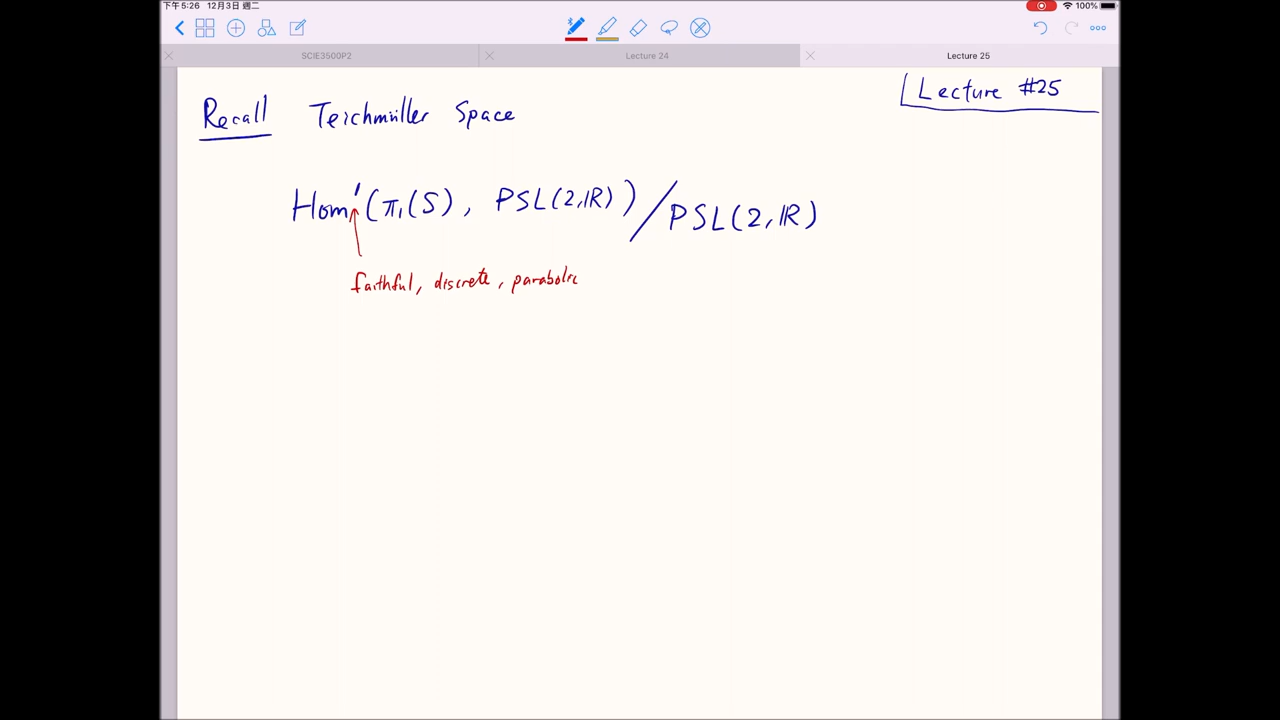 下午5:26 12月3日 週二 100%
SCIE3500P2 Lecture 24 Lecture 25
Lecture #25
Recall Teichmüller Space
Hom'(π₁(S), PSL(2,ℝ))/PSL(2,ℝ)
faithful, discrete, parabolic